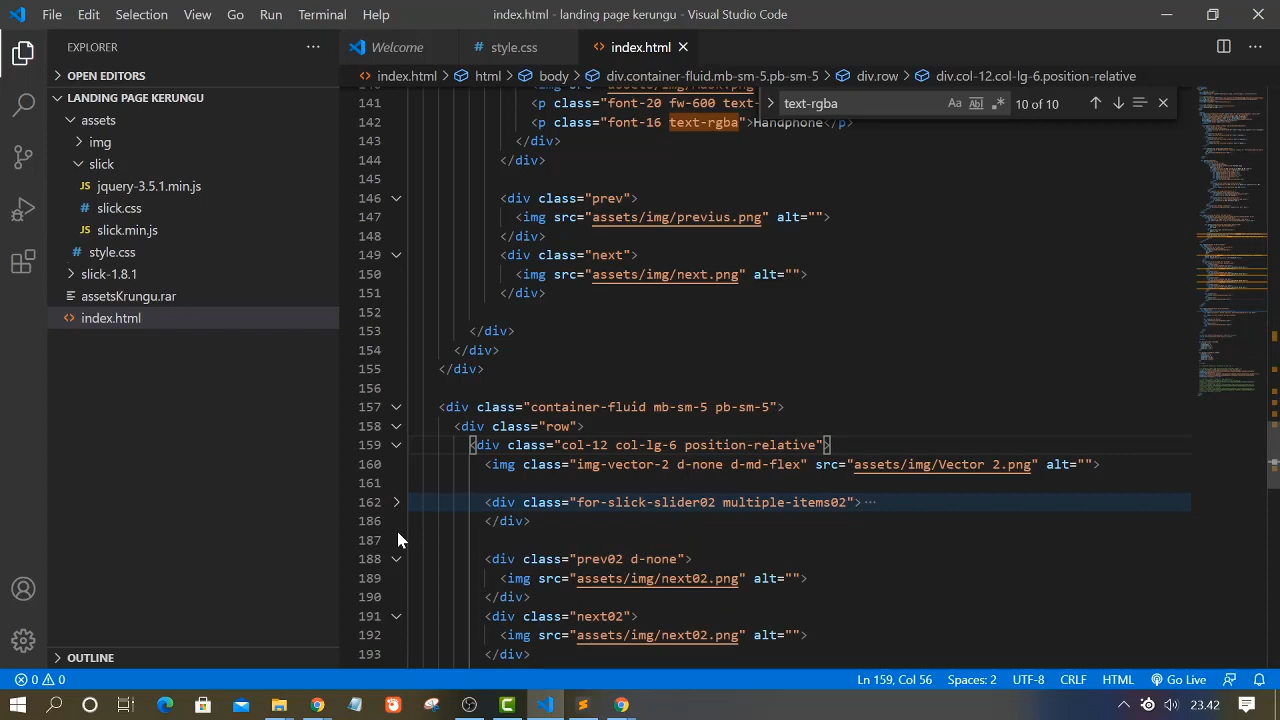 File Edit Selection View Go Run Terminal Help index.html - landing page kerungu - Visual Studio Code
EXPLORER ···
Welcome style.css index.html
index.html html body div.container-fluid.mb-sm-5.pb-sm-5 div.row div.col-12.col-lg-6.position-relative
OPEN EDITORS
LANDING PAGE KERUNGU
assets
img
slick
JS jquery-3.5.1.min.js
# slick.css
JS slick.min.js
# style.css
slick-1.8.1
assetsKrungu.rar
<> index.html
OUTLINE
text-rgba 10 of 10
141 class="font-20 fw-600 text
142 <p class="font-16 text-rgba">Handphone</p>
143
144 div>
145
146 div class="prev">
147 <img src="assets/img/previus.png" alt="">
148 div>
149 div class="next">
150 <img src="assets/img/next.png" alt="">
151 div>
152
153 </div>
154 </div>
155 </div>
156
157 <div class="container-fluid mb-sm-5 pb-sm-5">
158 <div class="row">
159 <div class="col-12 col-lg-6 position-relative">
160 <img class="img-vector-2 d-none d-md-flex" src="assets/img/Vector 2.png" alt="">
161
162 <div class="for-slick-slider02 multiple-items02"> ···
186 </div>
187
188 <div class="prev02 d-none">
189 <img src="assets/img/next02.png" alt="">
190 </div>
191 <div class="next02">
192 <img src="assets/img/next02.png" alt="">
193 </div>
0 0 Ln 159, Col 56 Spaces: 2 UTF-8 CRLF HTML Go Live
23.42